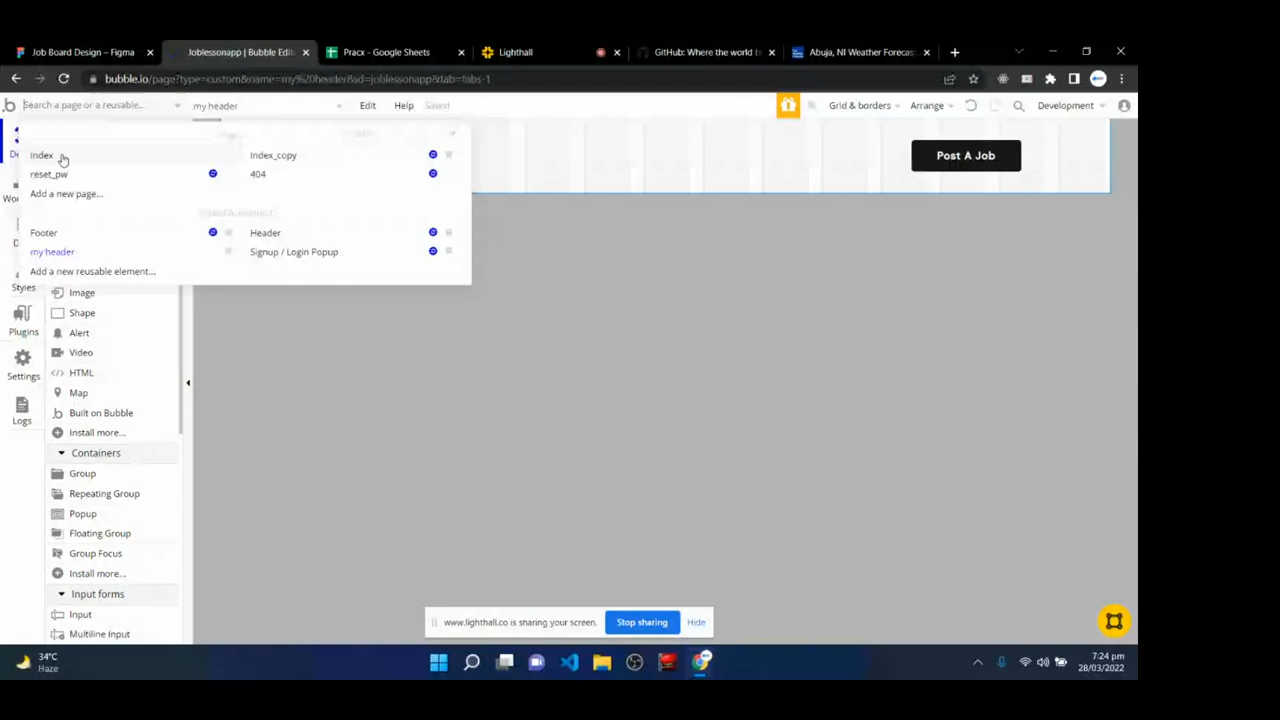 Job Board Design – Figma
Joblessonapp | Bubble Edit
Pracx - Google Sheets
Lighthall
GitHub: Where the world b
Abuja, NI Weather Forecas
bubble.io/page?type=custom&name=my%20header&id=joblessonapp&tab=tabs-1
Search a page or a reusable...
my header
Edit
Help
Saved
Grid & borders
Arrange
Development
index
index_copy
reset_pw
404
Add a new page...
Footer
Header
my header
Signup / Login Popup
Add a new reusable element...
Post A Job
Styles
Plugins
Settings
Logs
Image
Shape
Alert
Video
HTML
Map
Built on Bubble
Install more...
Containers
Group
Repeating Group
Popup
Floating Group
Group Focus
Install more...
Input forms
Input
Multiline Input
www.lighthall.co is sharing your screen.
Stop sharing
Hide
34°C
Haze
7:24 pm
28/03/2022